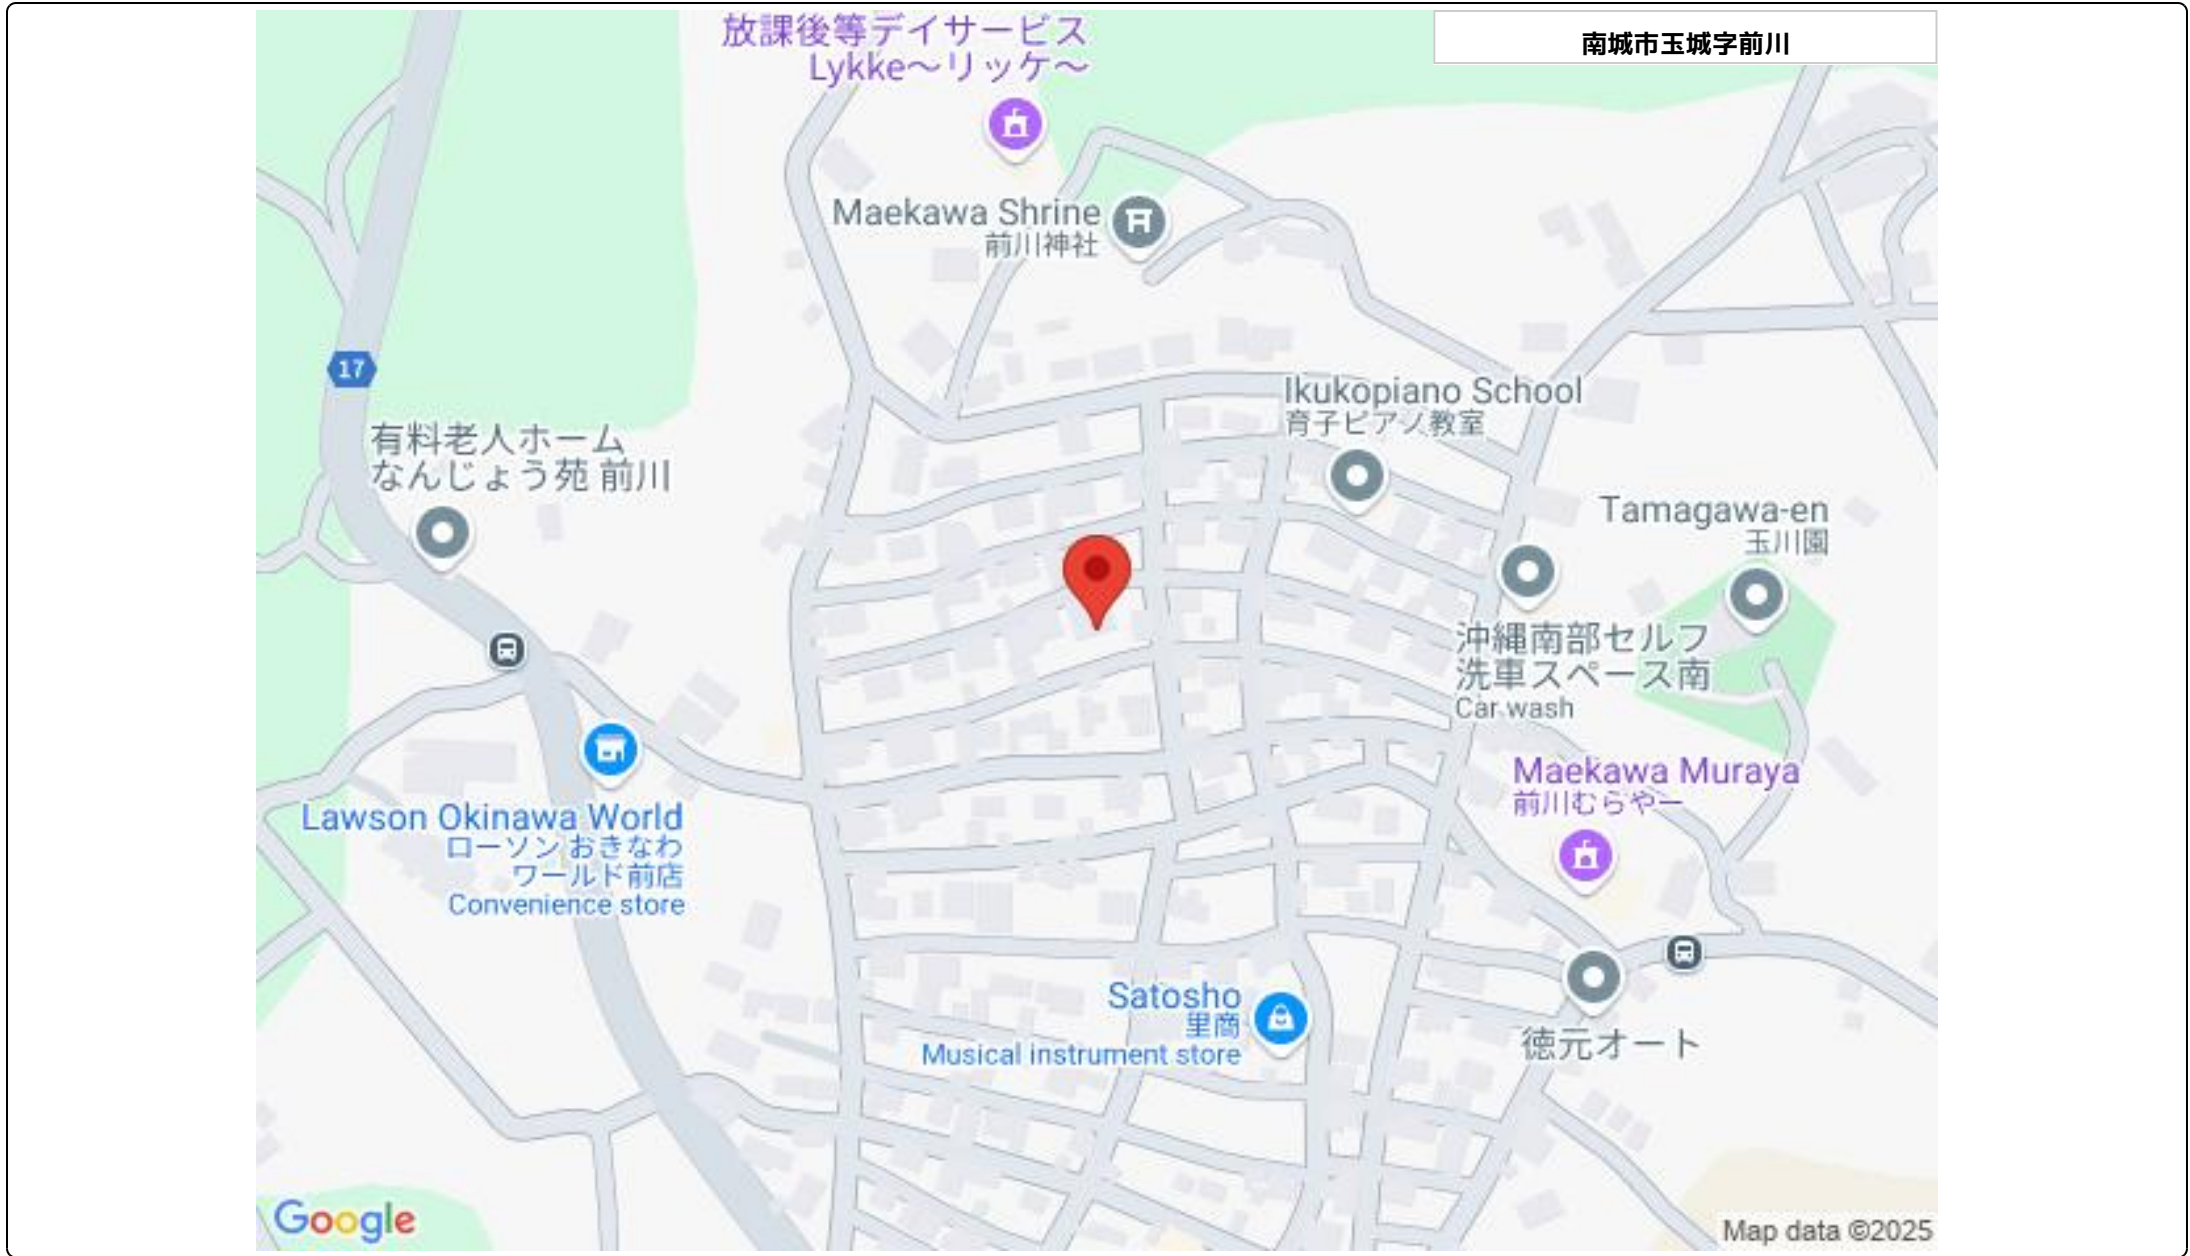 放課後等デイサービス
Lykke～リッケ～
南城市玉城字前川
Maekawa Shrine
前川神社
17
Ikukopiano School
育子ピアノ教室
有料老人ホーム
なんじょう苑 前川
Tamagawa-en
玉川園
沖縄南部セルフ
洗車スペース南
Car wash
Maekawa Muraya
前川むらやー
Lawson Okinawa World
ローソン おきなわ
ワールド前店
Convenience store
Satosho
里商
Musical instrument store
徳元オート
Google
Map data ©2025